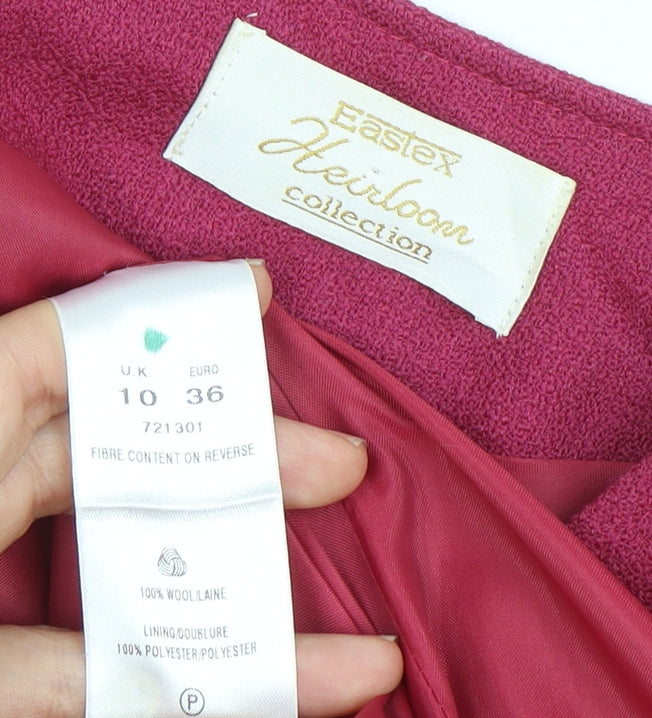 Eastex
Heirloom
collection
U.K. EURO
10 36
721301
FIBRE CONTENT ON REVERSE
100% WOOL/LAINE
LINING/DOUBLURE
100% POLYESTER/POLYESTER
P